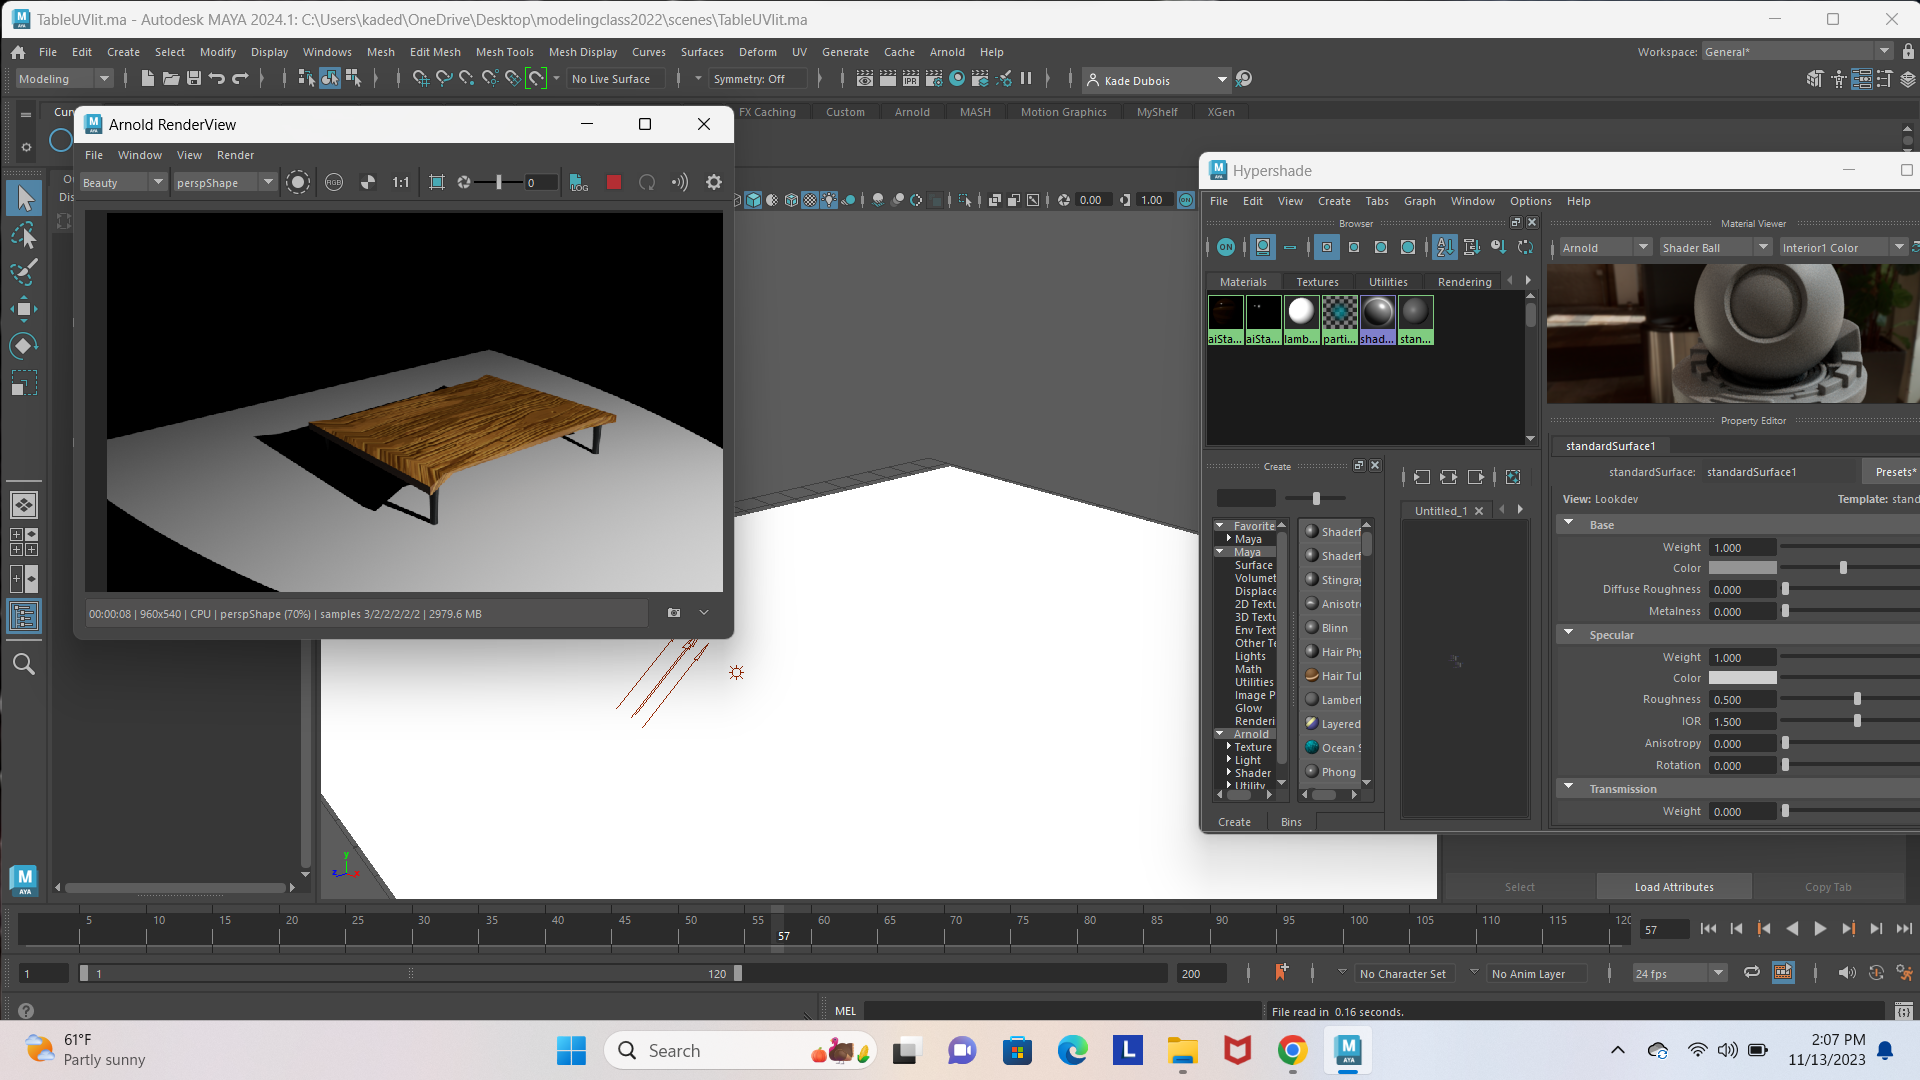 TableUVlit.ma - Autodesk MAYA 2024.1: C:\Users\kaded\OneDrive\Desktop\modelingclass2022\scenes\TableUVlit.ma
File Edit Create Select Modify Display Windows Mesh Edit Mesh Mesh Tools Mesh Display Curves Surfaces Deform UV Generate Cache Arnold Help
Workspace: General*
Modeling
No Live Surface
Symmetry: Off
Kade Dubois
FX Caching Custom Arnold MASH Motion Graphics MyShelf XGen
Arnold RenderView
File Window View Render
Beauty
perspShape
RGB
1:1
0
LOG
00:00:08 | 960x540 | CPU | perspShape (70%) | samples 3/2/2/2/2/2 | 2979.6 MB
0.00
1.00
Hypershade
File Edit View Create Tabs Graph Window Options Help
Browser
ON
Materials Textures Utilities Rendering
aiSta... aiSta... lamb... parti... shad... stan...
Material Viewer
Arnold
Shader Ball
Interior1 Color
Property Editor
standardSurface1
standardSurface: standardSurface1
Presets*
View: Lookdev
Template: stand
Base
Weight 1.000
Color
Diffuse Roughness 0.000
Metalness 0.000
Specular
Weight 1.000
Color
Roughness 0.500
IOR 1.500
Anisotropy 0.000
Rotation 0.000
Transmission
Weight 0.000
Create
Favorite
Maya
Maya
Surface
Volumet
Displace
2D Textu
3D Textu
Env Text
Other Te
Lights
Math
Utilities
Image P
Glow
Renderi
Arnold
Texture
Light
Shader
Utility
Shaderf
Shaderf
Stingray
Anisotr
Blinn
Hair Phy
Hair Tul
Lambert
Layered
Ocean S
Phong
Create Bins
Untitled_1
Select
Load Attributes
Copy Tab
y
z
x
5 10 15 20 25 30 35 40 45 50 55 60 65 70 75 80 85 90 95 100 105 110 115 120
57
57
1
1
120
200
No Character Set
No Anim Layer
24 fps
MEL
File read in 0.16 seconds.
61°F
Partly sunny
Search
2:07 PM
11/13/2023